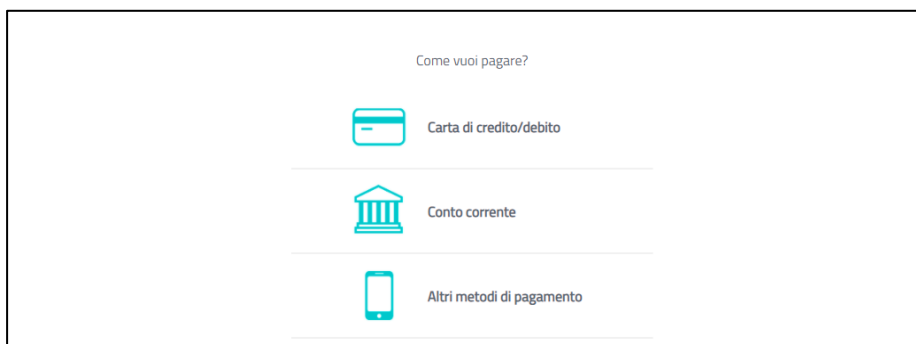 Come vuoi pagare?
Carta di credito/debito
Conto corrente
Altri metodi di pagamento